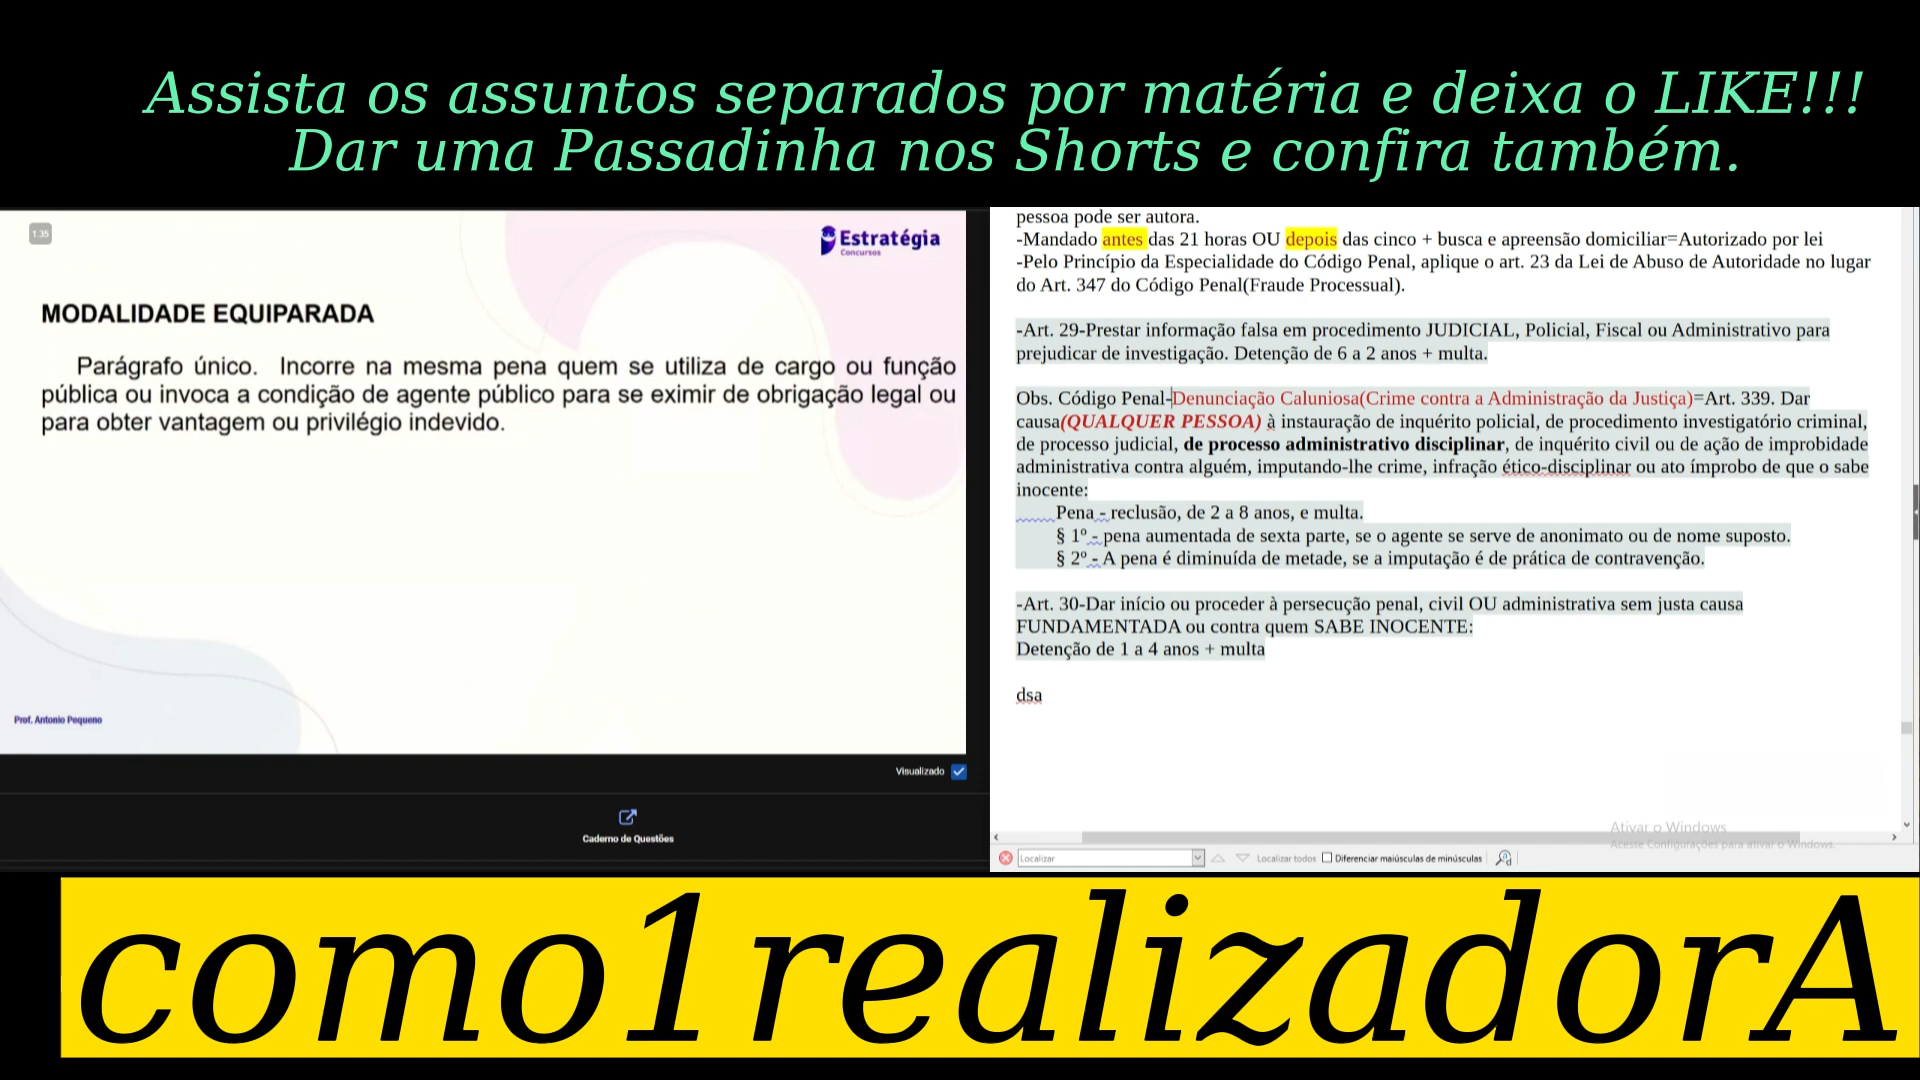 Assista os assuntos separados por matéria e deixa o LIKE!!!
Dar uma Passadinha nos Shorts e confira também.
1.35
Estratégia
Concursos
MODALIDADE EQUIPARADA
Parágrafo único. Incorre na mesma pena quem se utiliza de cargo ou função
pública ou invoca a condição de agente público para se eximir de obrigação legal ou
para obter vantagem ou privilégio indevido.
Prof. Antonio Pequeno
Visualizado
Caderno de Questões
pessoa pode ser autora.
-Mandado antes das 21 horas OU depois das cinco + busca e apreensão domiciliar=Autorizado por lei
-Pelo Princípio da Especialidade do Código Penal, aplique o art. 23 da Lei de Abuso de Autoridade no lugar
do Art. 347 do Código Penal(Fraude Processual).
-Art. 29-Prestar informação falsa em procedimento JUDICIAL, Policial, Fiscal ou Administrativo para
prejudicar de investigação. Detenção de 6 a 2 anos + multa.
Obs. Código Penal-Denunciação Caluniosa(Crime contra a Administração da Justiça)=Art. 339. Dar
causa(QUALQUER PESSOA) à instauração de inquérito policial, de procedimento investigatório criminal,
de processo judicial, de processo administrativo disciplinar, de inquérito civil ou de ação de improbidade
administrativa contra alguém, imputando-lhe crime, infração ético-disciplinar ou ato ímprobo de que o sabe
inocente:
Pena - reclusão, de 2 a 8 anos, e multa.
§ 1º - pena aumentada de sexta parte, se o agente se serve de anonimato ou de nome suposto.
§ 2º - A pena é diminuída de metade, se a imputação é de prática de contravenção.
-Art. 30-Dar início ou proceder à persecução penal, civil OU administrativa sem justa causa
FUNDAMENTADA ou contra quem SABE INOCENTE:
Detenção de 1 a 4 anos + multa
dsa
Ativar o Windows
Acesse Configurações para ativar o Windows.
Localizar
Localizar todos
Diferenciar maiúsculas de minúsculas
como1realizadorA